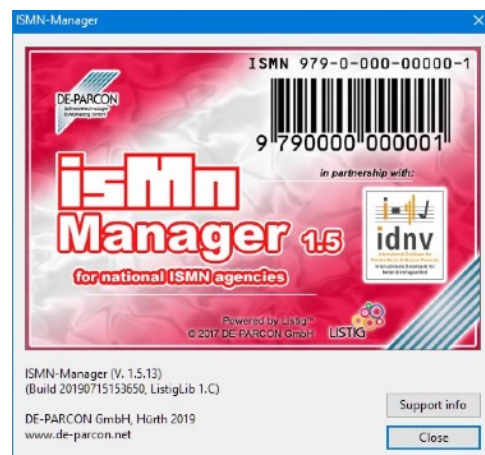 ISMN-Manager
ISMN 979-0-000-00000-1
DE-PARCON
9 790000 000001
in partnership with:
isMn
Manager 1.5
idnv
for national ISMN agencies
Powered by Listig™
© 2017 DE-PARCON GmbH
LISTIG
ISMN-Manager (V. 1.5.13)
(Build 20190715153650, ListigLib 1.C)
Support info
DE-PARCON GmbH, Hürth 2019
www.de-parcon.net
Close